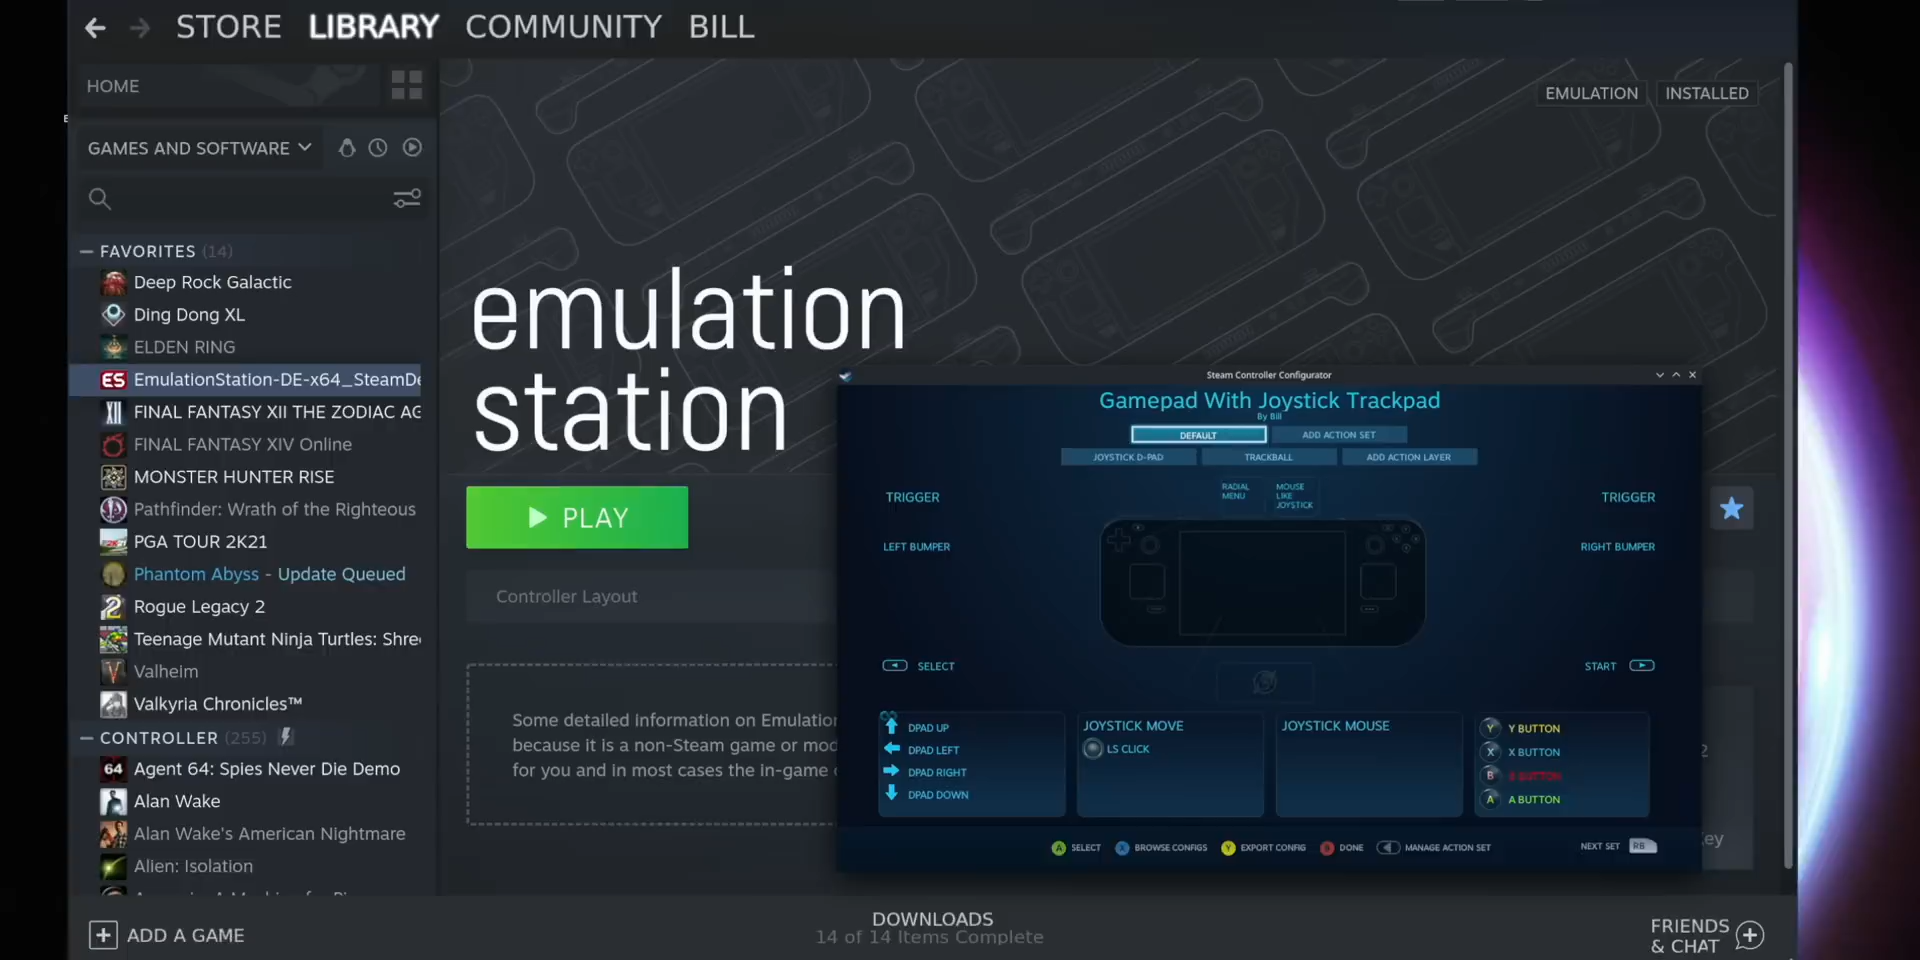 STORE LIBRARY COMMUNITY BILL
HOME
EMULATION INSTALLED
GAMES AND SOFTWARE
FAVORITES (14)
Deep Rock Galactic
Ding Dong XL
ELDEN RING
ES EmulationStation-DE-x64_SteamDe
XII FINAL FANTASY XII THE ZODIAC AG
FINAL FANTASY XIV Online
MONSTER HUNTER RISE
Pathfinder: Wrath of the Righteous
PGA TOUR 2K21
Phantom Abyss - Update Queued
Rogue Legacy 2
Teenage Mutant Ninja Turtles: Shre
Valheim
Valkyria Chronicles™
CONTROLLER (255)
64 Agent 64: Spies Never Die Demo
Alan Wake
Alan Wake's American Nightmare
Alien: Isolation
emulation
station
PLAY
Controller Layout
Some detailed information on Emulation
because it is a non-Steam game or mod
for you and in most cases the in-game
Steam Controller Configurator
Gamepad With Joystick Trackpad
By Bill
DEFAULT ADD ACTION SET
JOYSTICK D-PAD TRACKBALL ADD ACTION LAYER
RADIAL
MENU
MOUSE
LIKE
JOYSTICK
TRIGGER TRIGGER
LEFT BUMPER RIGHT BUMPER
SELECT START
DPAD UP
DPAD LEFT
DPAD RIGHT
DPAD DOWN
JOYSTICK MOVE
LS CLICK
JOYSTICK MOUSE
Y Y BUTTON
X X BUTTON
B B BUTTON
A A BUTTON
A SELECT X BROWSE CONFIGS Y EXPORT CONFIG B DONE MANAGE ACTION SET NEXT SET RB
ey
ADD A GAME
DOWNLOADS
14 of 14 Items Complete
FRIENDS
& CHAT